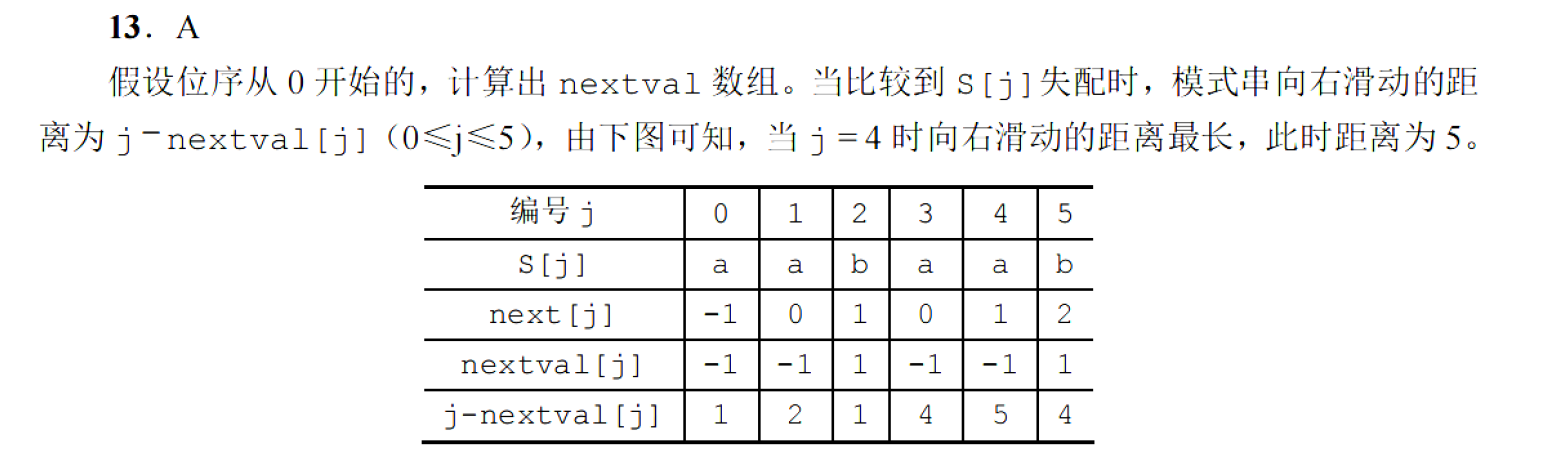 13．A
假设位序从 0 开始的，计算出 nextval 数组。当比较到 S[j]失配时，模式串向右滑动的距
离为 j-nextval[j]（0≤j≤5），由下图可知，当 j = 4 时向右滑动的距离最长，此时距离为 5。
编号 j 0 1 2 3 4 5
S[j] a a b a a b
next[j] -1 0 1 0 1 2
nextval[j] -1 -1 1 -1 -1 1
j-nextval[j] 1 2 1 4 5 4